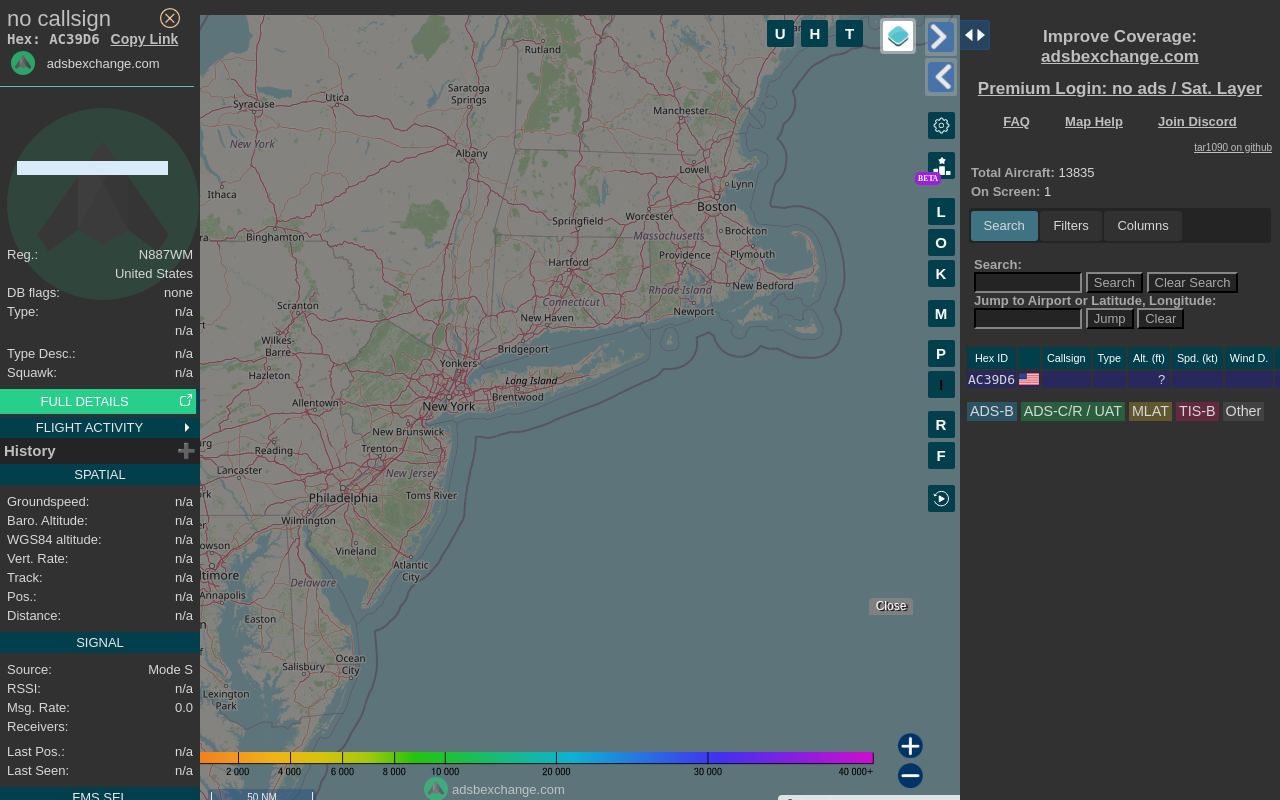 no callsign
Hex: AC39D6 Copy Link
adsbexchange.com
Reg.: N887WM
United States
DB flags: none
Type: n/a
n/a
Type Desc.: n/a
Squawk: n/a
FULL DETAILS
FLIGHT ACTIVITY
History
SPATIAL
Groundspeed: n/a
Baro. Altitude: n/a
WGS84 altitude: n/a
Vert. Rate: n/a
Track: n/a
Pos.: n/a
Distance: n/a
SIGNAL
Source: Mode S
RSSI: n/a
Msg. Rate: 0.0
Receivers:
Last Pos.: n/a
Last Seen: n/a
FMS SEL
U H T
Rutland
Utica
Saratoga
Springs
Syracuse
Manchester
New York
Albany
Lowell
Lynn
Ithaca
Boston
Worcester
Springfield
Binghamton
Massachusetts
Brockton
Providence
Plymouth
Hartford
Rhode Island
New Bedford
Scranton
Connecticut
Newport
New Haven
Wilkes-
Barre
Bridgeport
Yonkers
Hazleton
Long Island
Brentwood
Allentown
New York
New Brunswick
Reading
Trenton
Lancaster
New Jersey
Philadelphia
Toms River
Wilmington
Vineland
Atlantic
City
Delaware
Annapolis
Easton
Ocean
City
Salisbury
Lexington
Park
BETA
L
O
K
M
P
I
R
F
Close
2 000 4 000 6 000 8 000 10 000 20 000 30 000 40 000+
adsbexchange.com
50 NM
Improve Coverage:
adsbexchange.com
Premium Login: no ads / Sat. Layer
FAQ Map Help Join Discord
tar1090 on github
Total Aircraft: 13835
On Screen: 1
Search Filters Columns
Search:
Search Clear Search
Jump to Airport or Latitude, Longitude:
Jump Clear
Hex ID Callsign Type Alt. (ft) Spd. (kt) Wind D.
AC39D6 ?
ADS-B ADS-C/R / UAT MLAT TIS-B Other